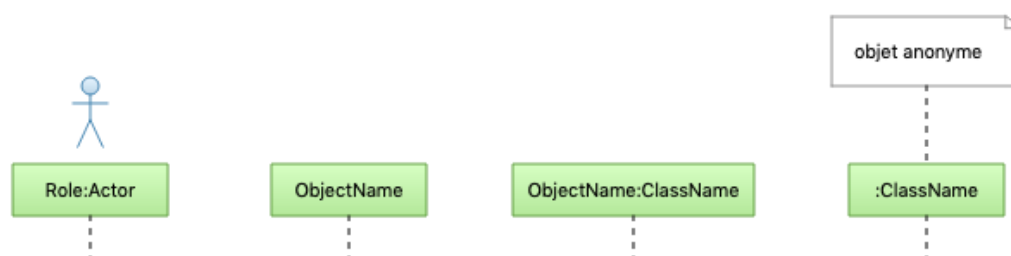 objet anonyme
Role:Actor
ObjectName
ObjectName:ClassName
:ClassName